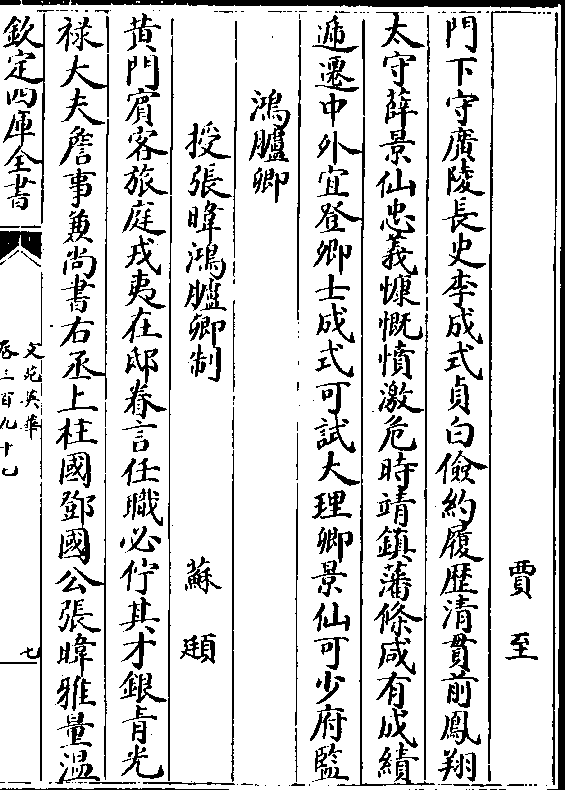 賈至
門下守廣陵長史李成式貞白儉約履歴清貫前鳳翔
太守薛景仙忠義慷慨憤激危時靖鎮藩條咸有成績
遞遷中外宜登卿士成式可試大理卿景仙可少府監
鴻臚卿
授張暐鴻臚卿制
蘇頲
黄門賓客旅庭戎夷在邸眷言任職必佇其才銀青光
禄大夫詹事兼尚書右丞上柱國鄧國公張暐雅量温
欽定四庫全書
文苑英華
卷三百九十七
七